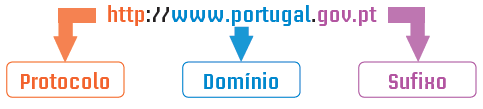 http://www.portugal.gov.pt
Protocolo Domínio Sufixo